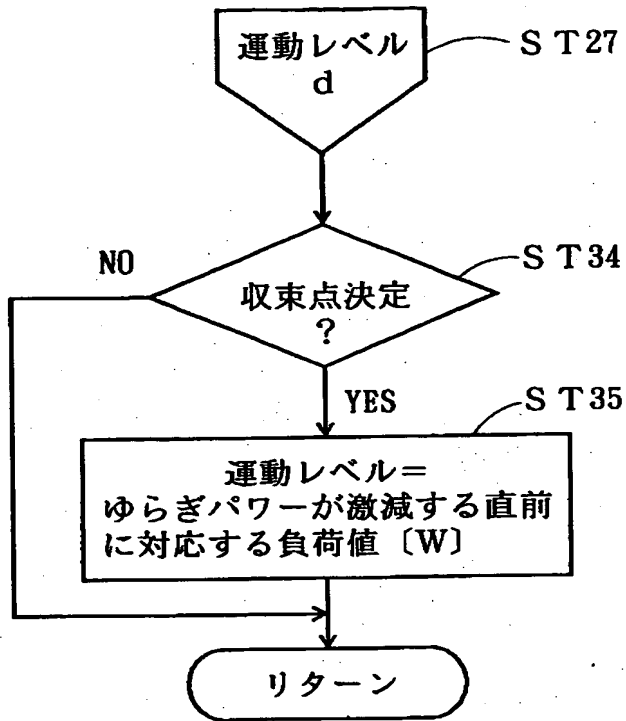 運動レベル
d
ST27
収束点決定
?
ST34
NO
YES
ST35
運動レベル=
ゆらぎパワーが激減する直前
に対応する負荷値〔W〕
リターン